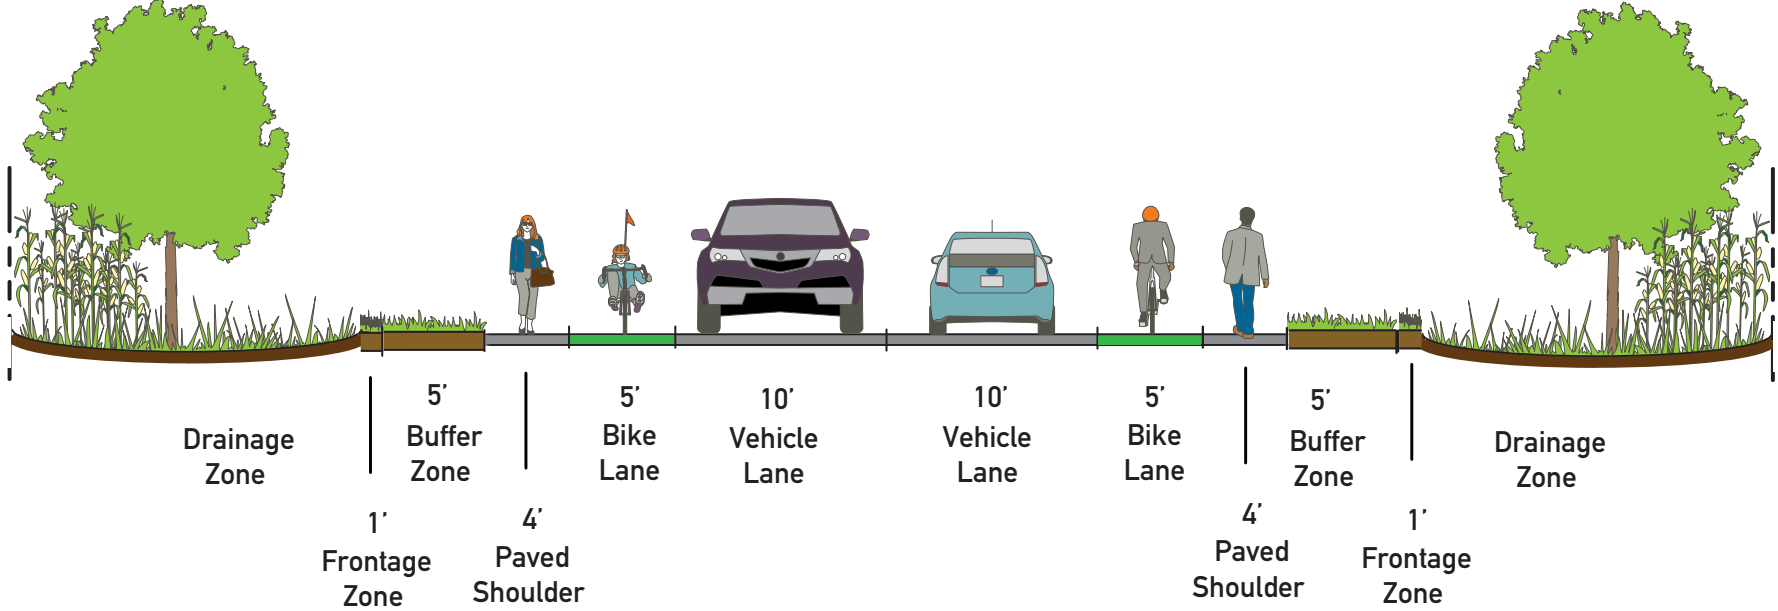 Drainage
Zone
1’
Frontage
Zone
5’
Buffer
Zone
4’
Paved
Shoulder
5’
Bike
Lane
10’
Vehicle
Lane
10’
Vehicle
Lane
5’
Bike
Lane
4’
Paved
Shoulder
5’
Buffer
Zone
1’
Frontage
Zone
Drainage
Zone